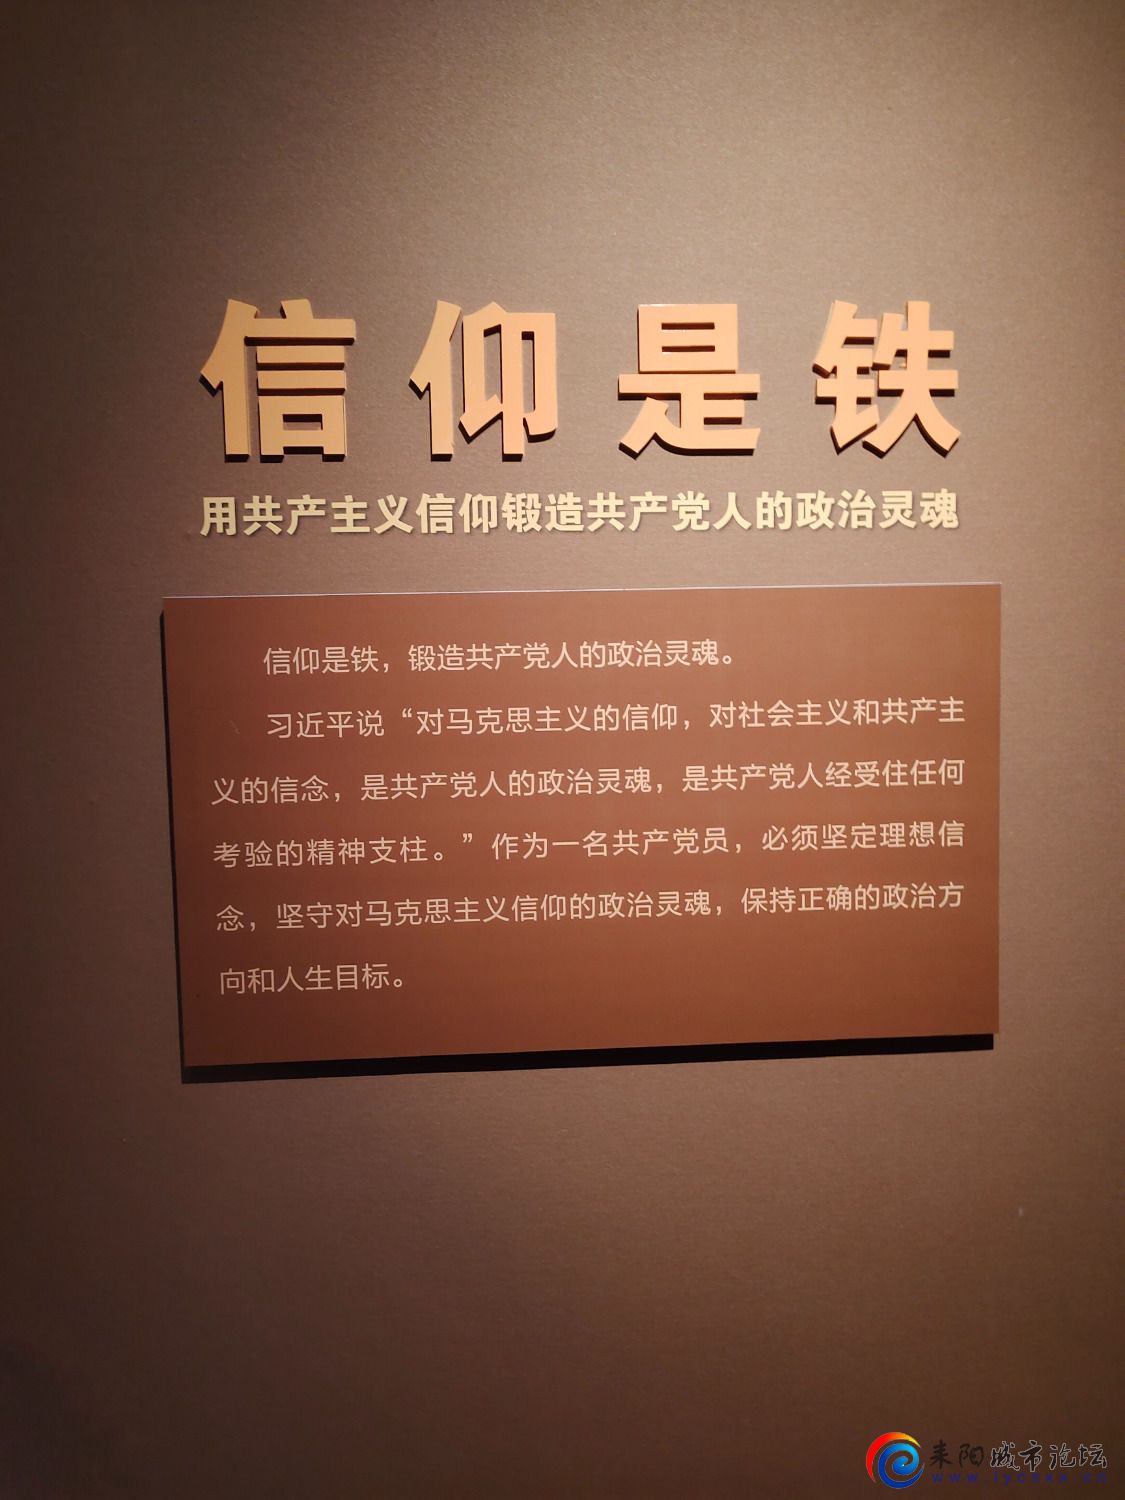 信仰是铁
用共产主义信仰锻造共产党人的政治灵魂
信仰是铁，锻造共产党人的政治灵魂。
习近平说“对马克思主义的信仰，对社会主义和共产主
义的信念，是共产党人的政治灵魂，是共产党人经受住任何
考验的精神支柱。”作为一名共产党员，必须坚定理想信
念，坚守对马克思主义信仰的政治灵魂，保持正确的政治方
向和人生目标。
耒阳城市论坛